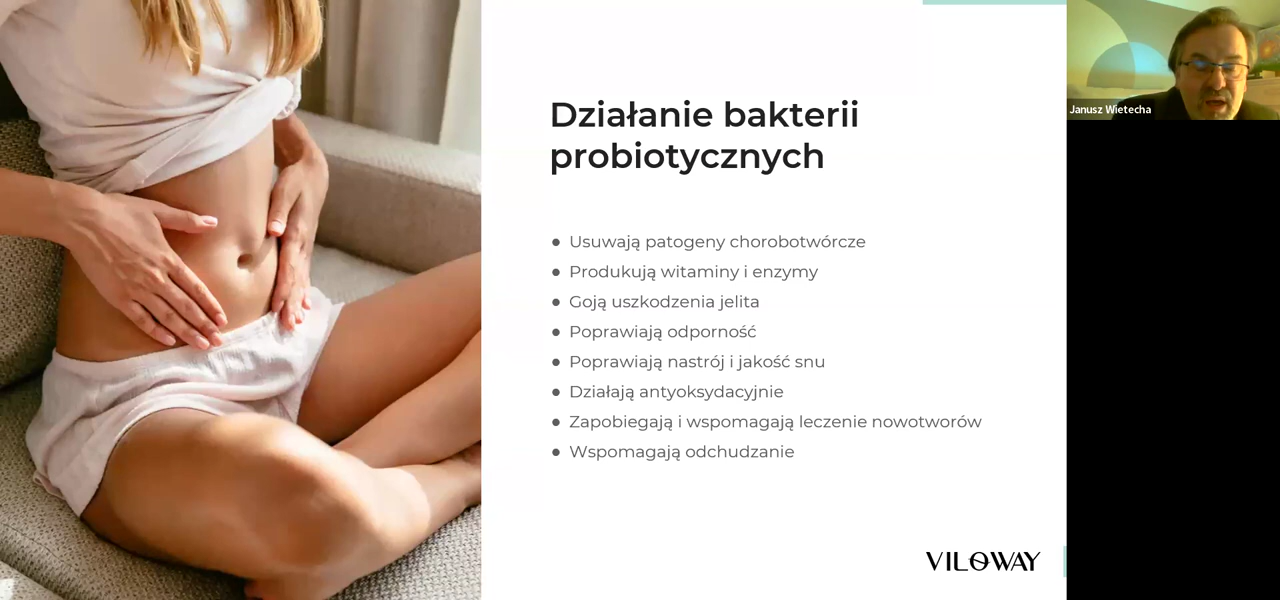 Działanie bakterii
probiotycznych
● Usuwają patogeny chorobotwórcze
● Produkują witaminy i enzymy
● Goją uszkodzenia jelita
● Poprawiają odporność
● Poprawiają nastrój i jakość snu
● Działają antyoksydacyjnie
● Zapobiegają i wspomagają leczenie nowotworów
● Wspomagają odchudzanie
VILOWAY
Janusz Wietecha